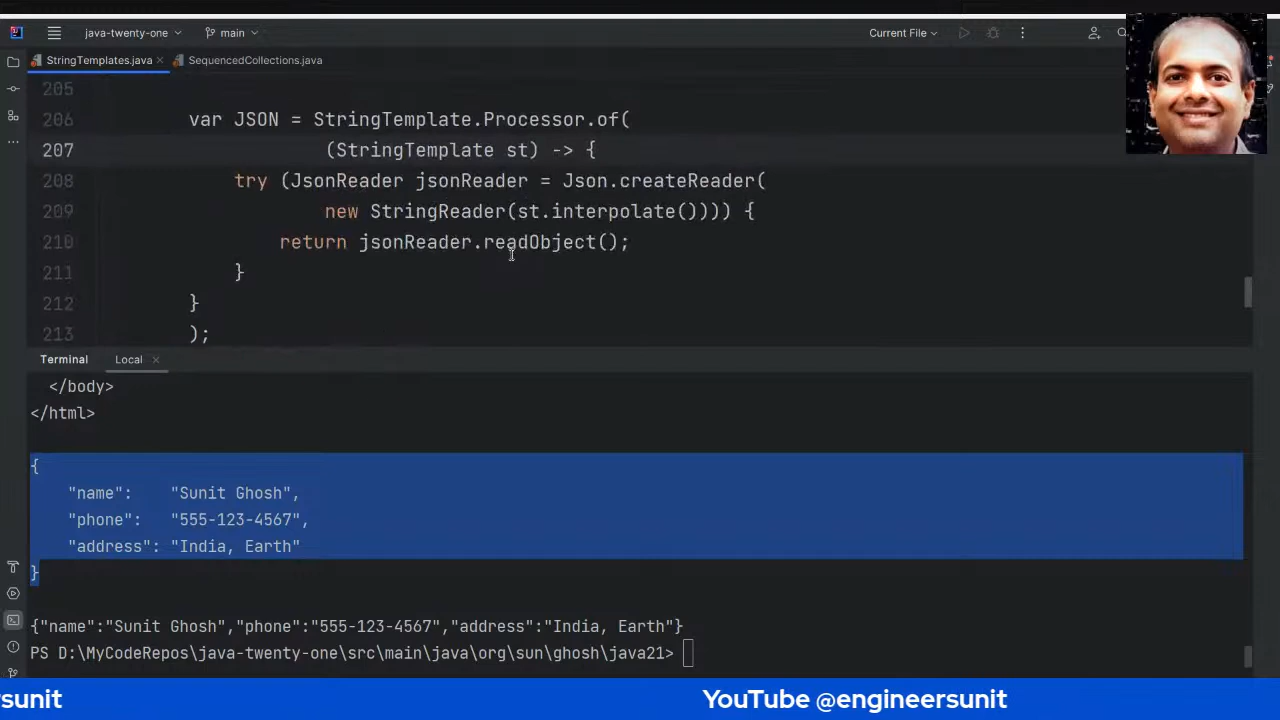 java-twenty-one
main
Current File
StringTemplates.java
SequencedCollections.java
205
206 var JSON = StringTemplate.Processor.of(
207 (StringTemplate st) -> {
208 try (JsonReader jsonReader = Json.createReader(
209 new StringReader(st.interpolate()))) {
210 return jsonReader.readObject();
211 }
212 }
213 );
Terminal Local
</body>
</html>
{
"name": "Sunit Ghosh",
"phone": "555-123-4567",
"address": "India, Earth"
}
{"name":"Sunit Ghosh","phone":"555-123-4567","address":"India, Earth"}
PS D:\MyCodeRepos\java-twenty-one\src\main\java\org\sun\ghosh\java21>
rsunit
YouTube @engineersunit